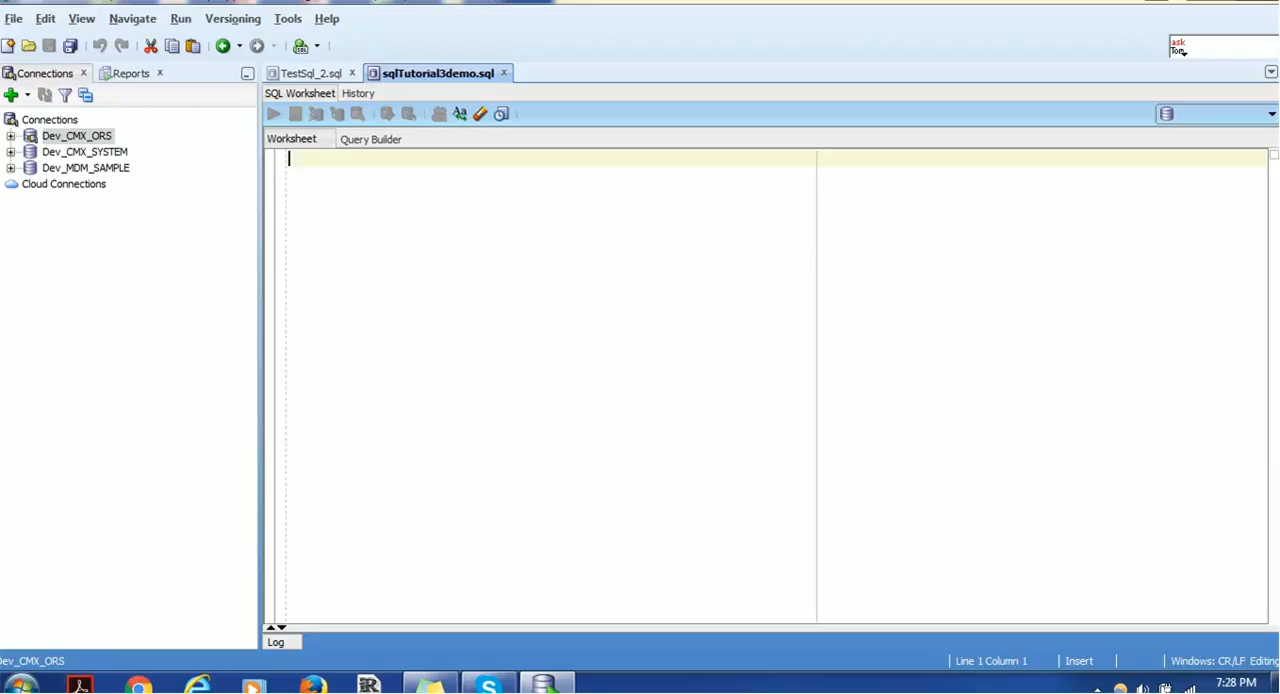 File Edit View Navigate Run Versioning Tools Help
ask
Tom
Connections x Reports x TestSql_2.sql x sqlTutorial3demo.sql x
SQL Worksheet History
Connections
Worksheet Query Builder
Dev_CMX_ORS
Dev_CMX_SYSTEM
Dev_MDM_SAMPLE
Cloud Connections
Log
Dev_CMX_ORS Line 1 Column 1 Insert Windows: CR/LF Editing
7:28 PM